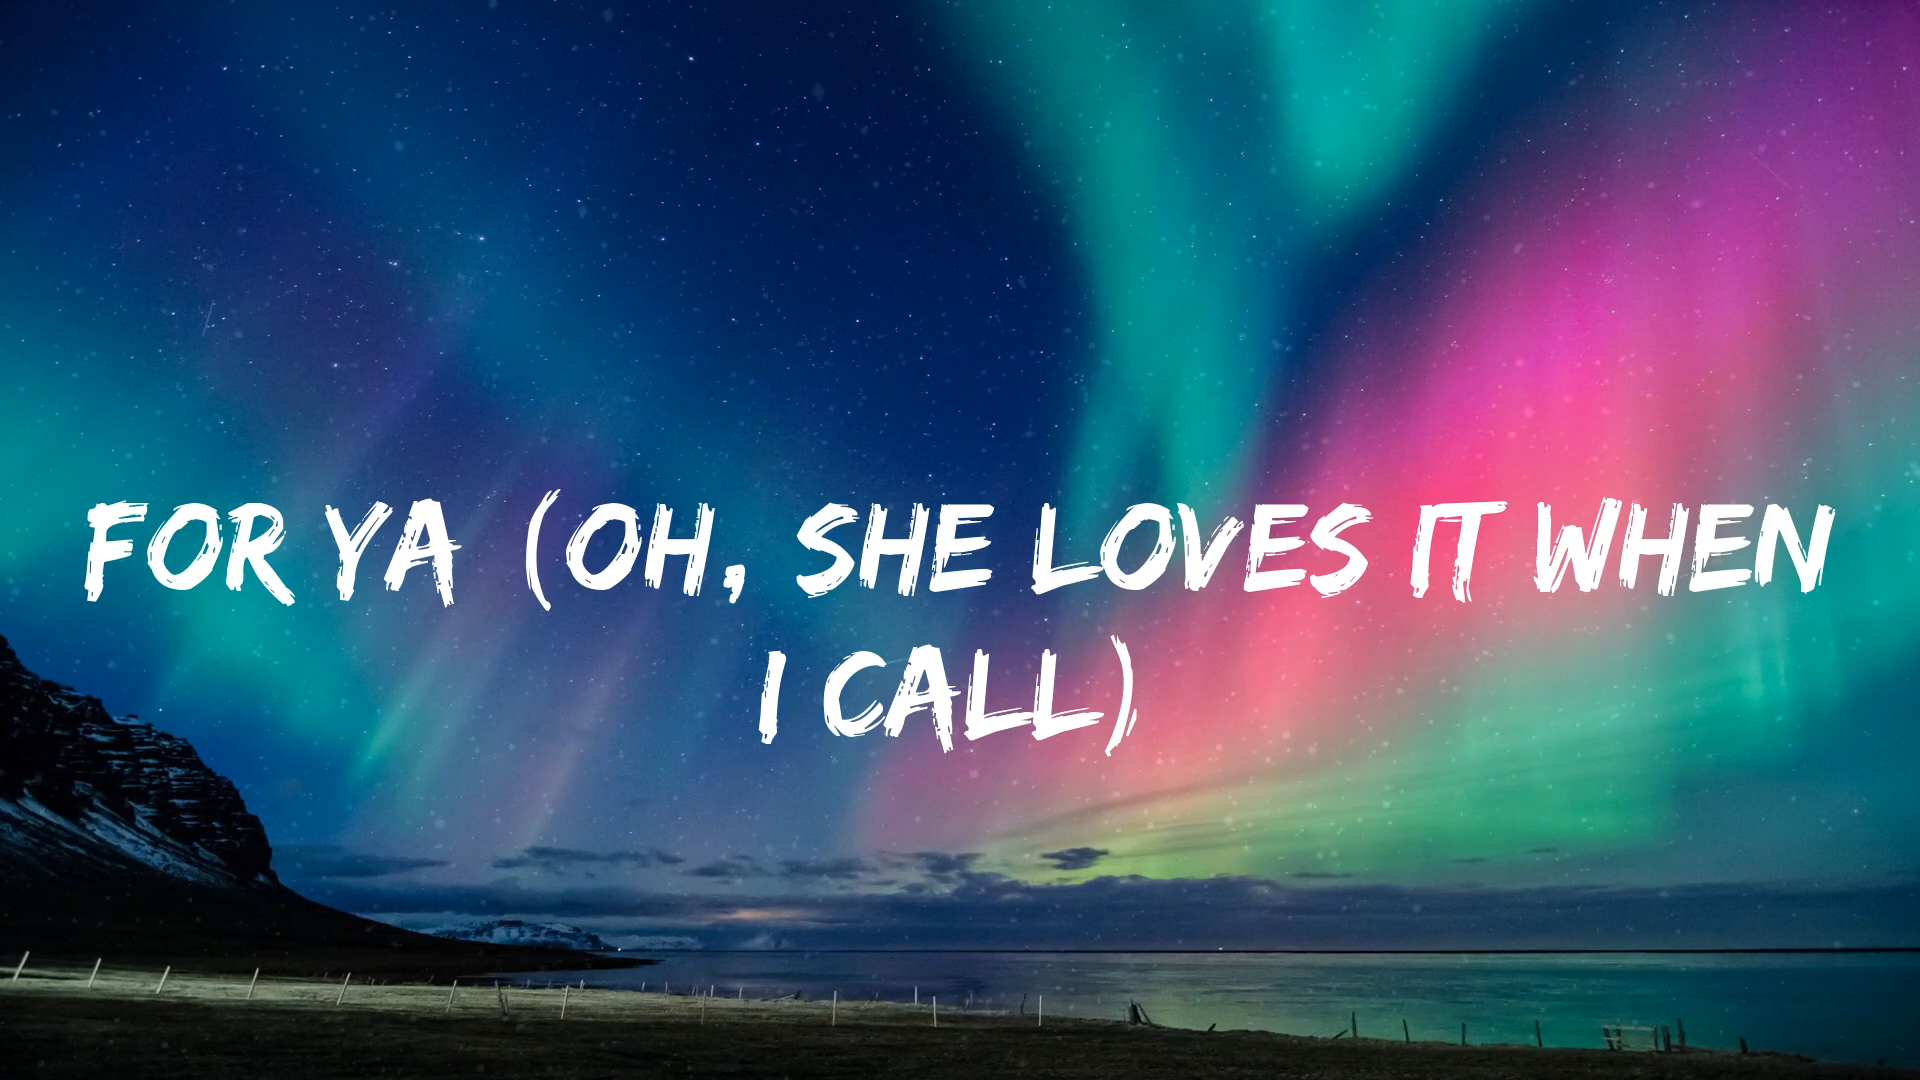 FOR YA (OH, SHE LOVES IT WHEN
I CALL)